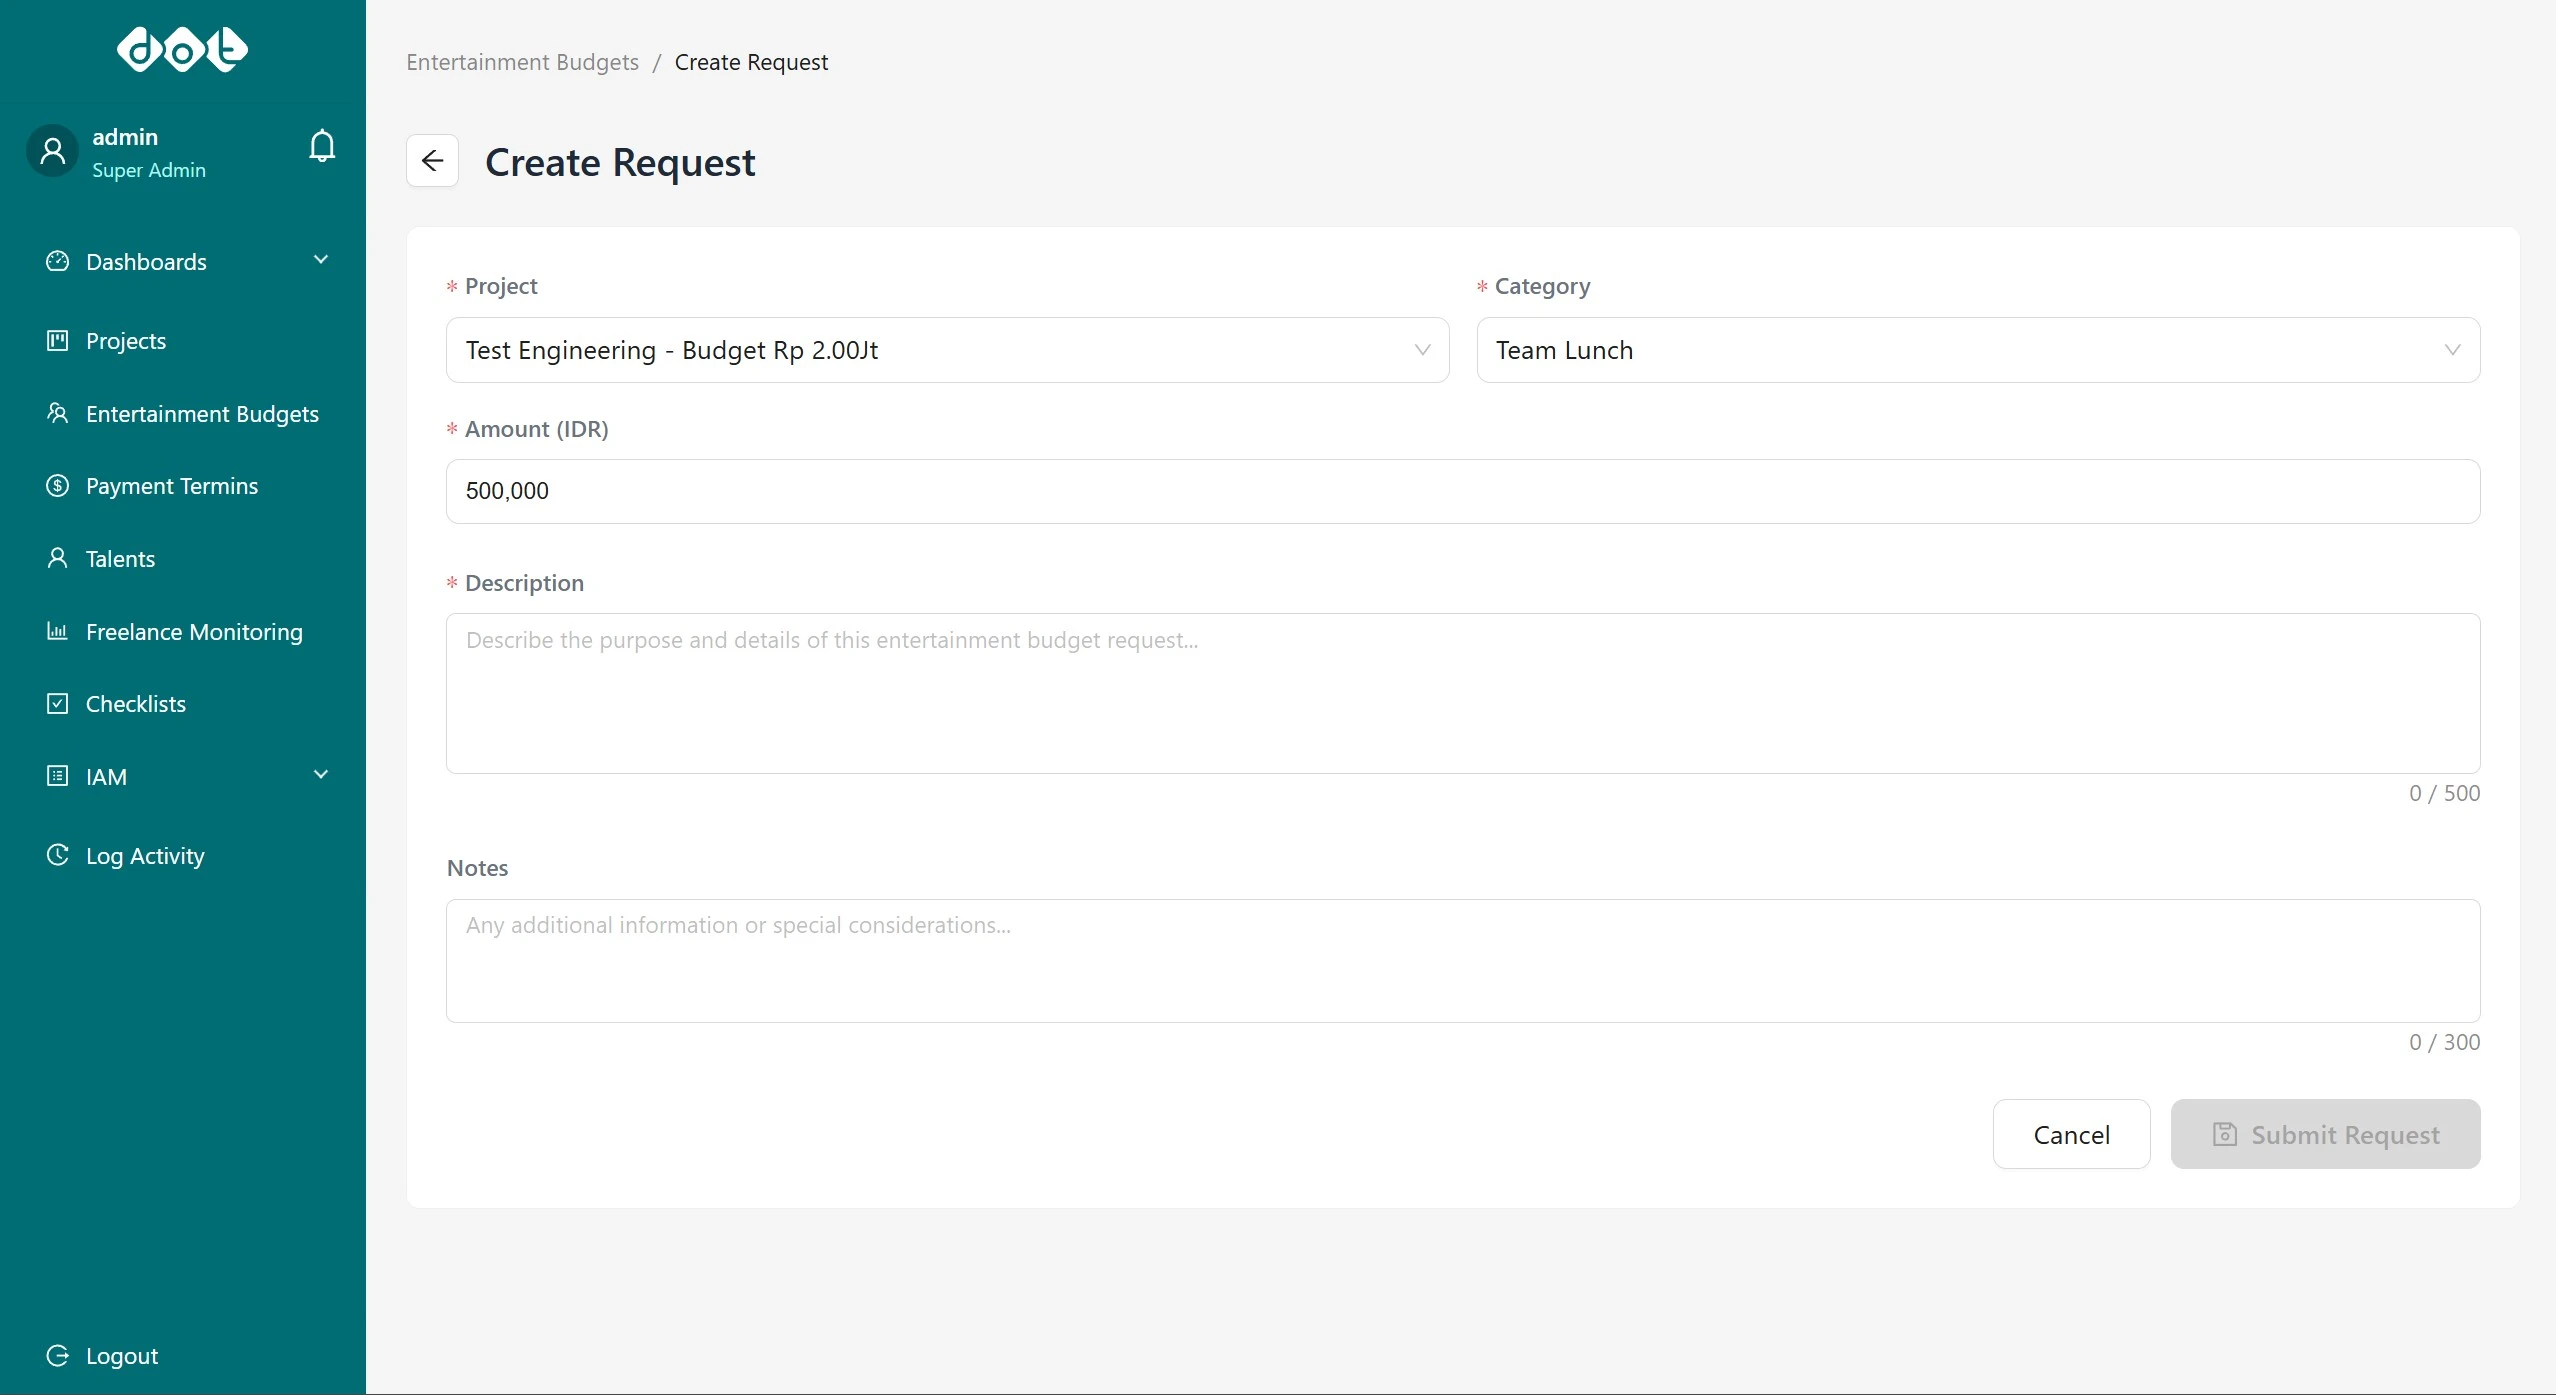 dot
admin
Super Admin
Dashboards
Projects
Entertainment Budgets
Payment Termins
Talents
Freelance Monitoring
Checklists
IAM
Log Activity
Logout
Entertainment Budgets / Create Request
Create Request
* Project
Test Engineering - Budget Rp 2.00Jt
* Category
Team Lunch
* Amount (IDR)
500,000
* Description
Describe the purpose and details of this entertainment budget request...
0 / 500
Notes
Any additional information or special considerations...
0 / 300
Cancel
Submit Request